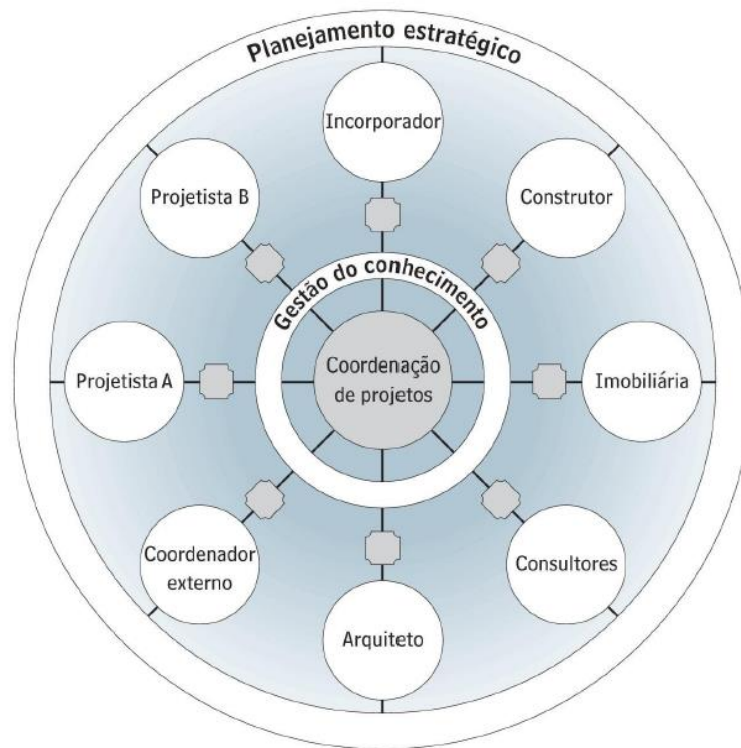 Planejamento estratégico
Incorporador
Projetista B
Construtor
Gestão do conhecimento
Coordenação
de projetos
Projetista A
Imobiliária
Coordenador
externo
Consultores
Arquiteto